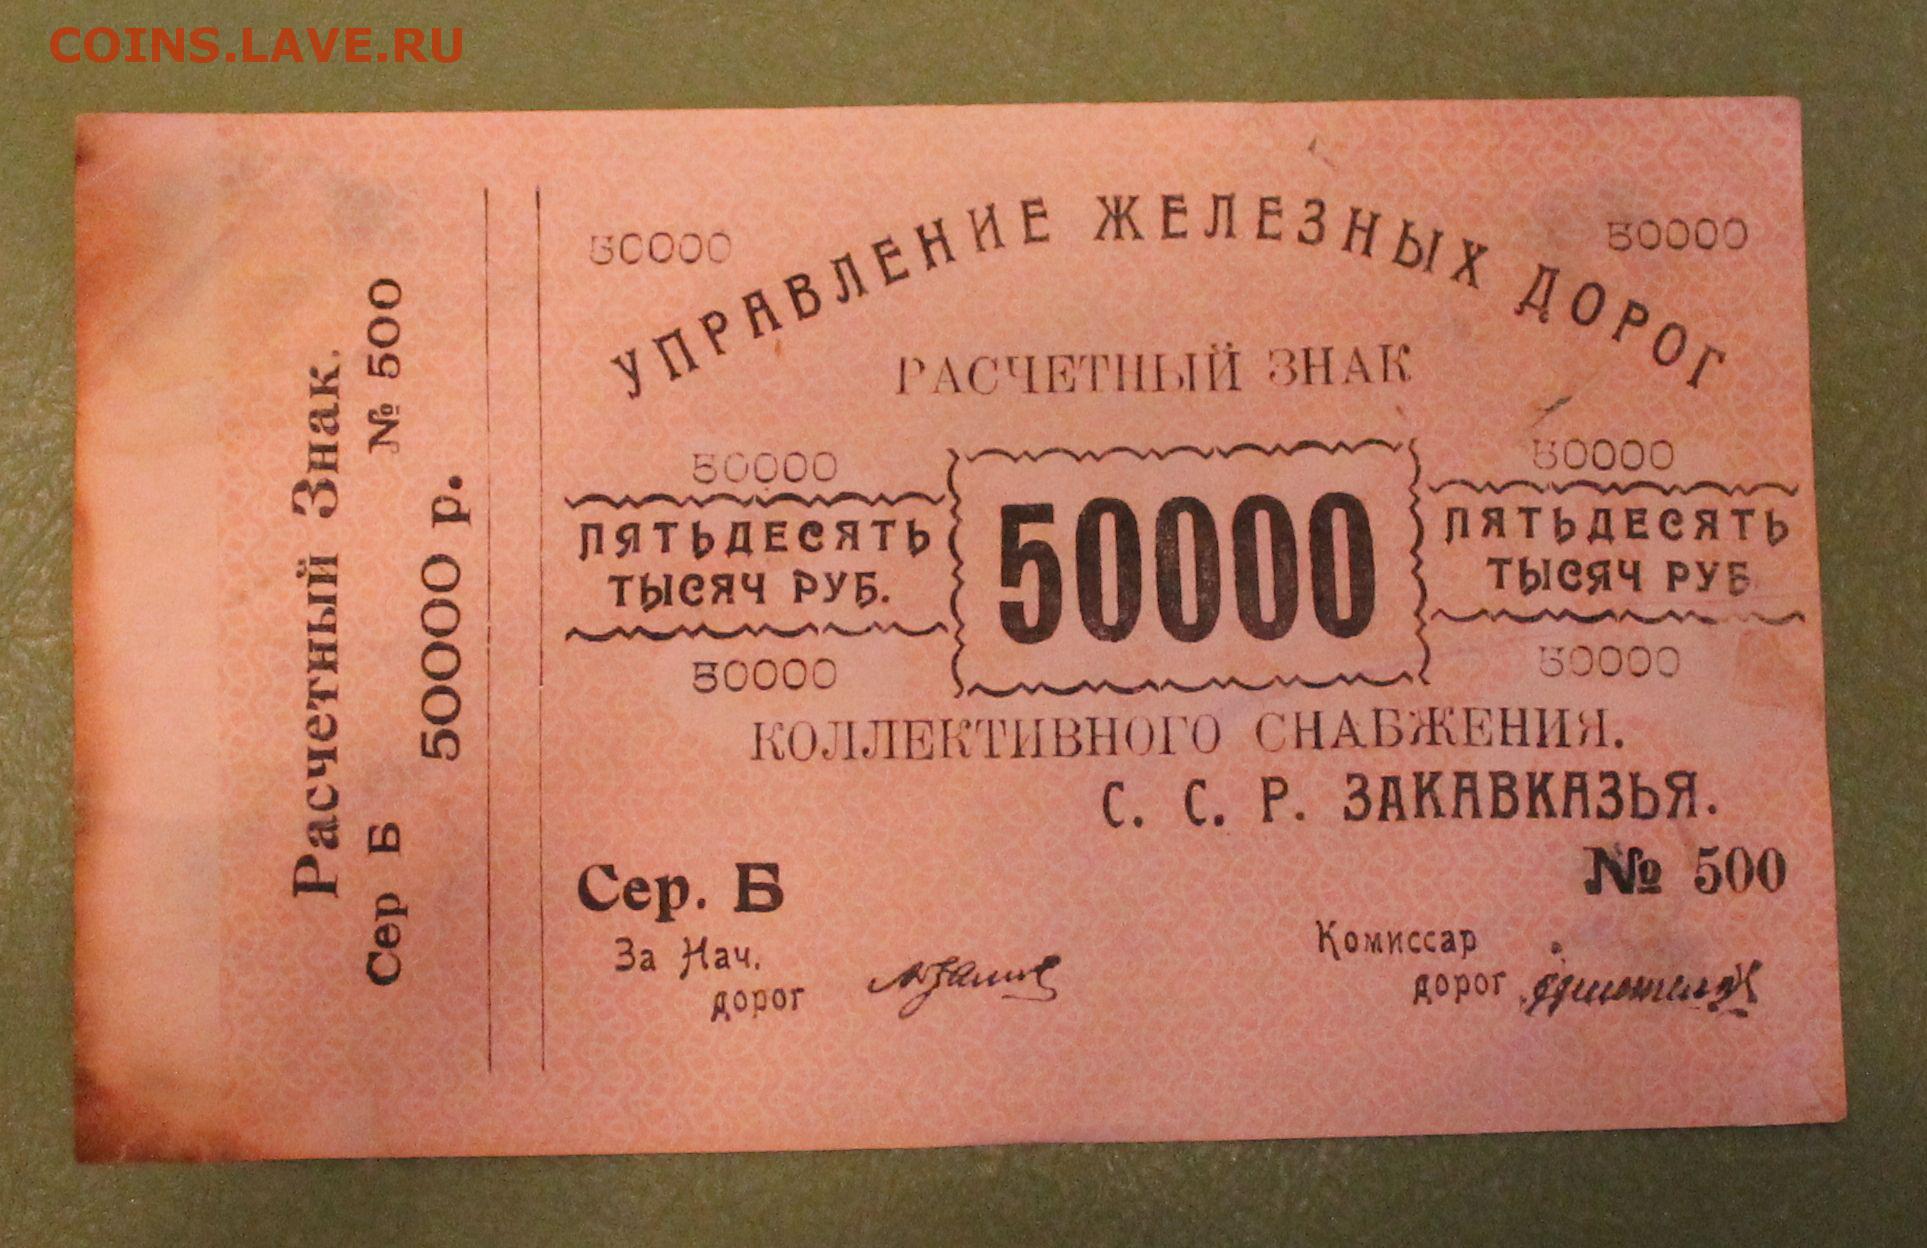 COINS.LAVE.RU
Расчетный Знак.
Сер Б № 500
50000 р.
УПРАВЛЕНИЕ ЖЕЛЕЗНЫХ ДОРОГ
50000 50000
РАСЧЕТНЫЙ ЗНАК
50000 50000
ПЯТЬДЕСЯТЬ
ТЫСЯЧ РУБ.
50000
ПЯТЬДЕСЯТЬ
ТЫСЯЧ РУБ
50000 50000
КОЛЛЕКТИВНОГО СНАБЖЕНИЯ.
С. С. Р. ЗАКАВКАЗЬЯ.
Сер. Б № 500
За Нач.
дорог
Комиссар
дорог